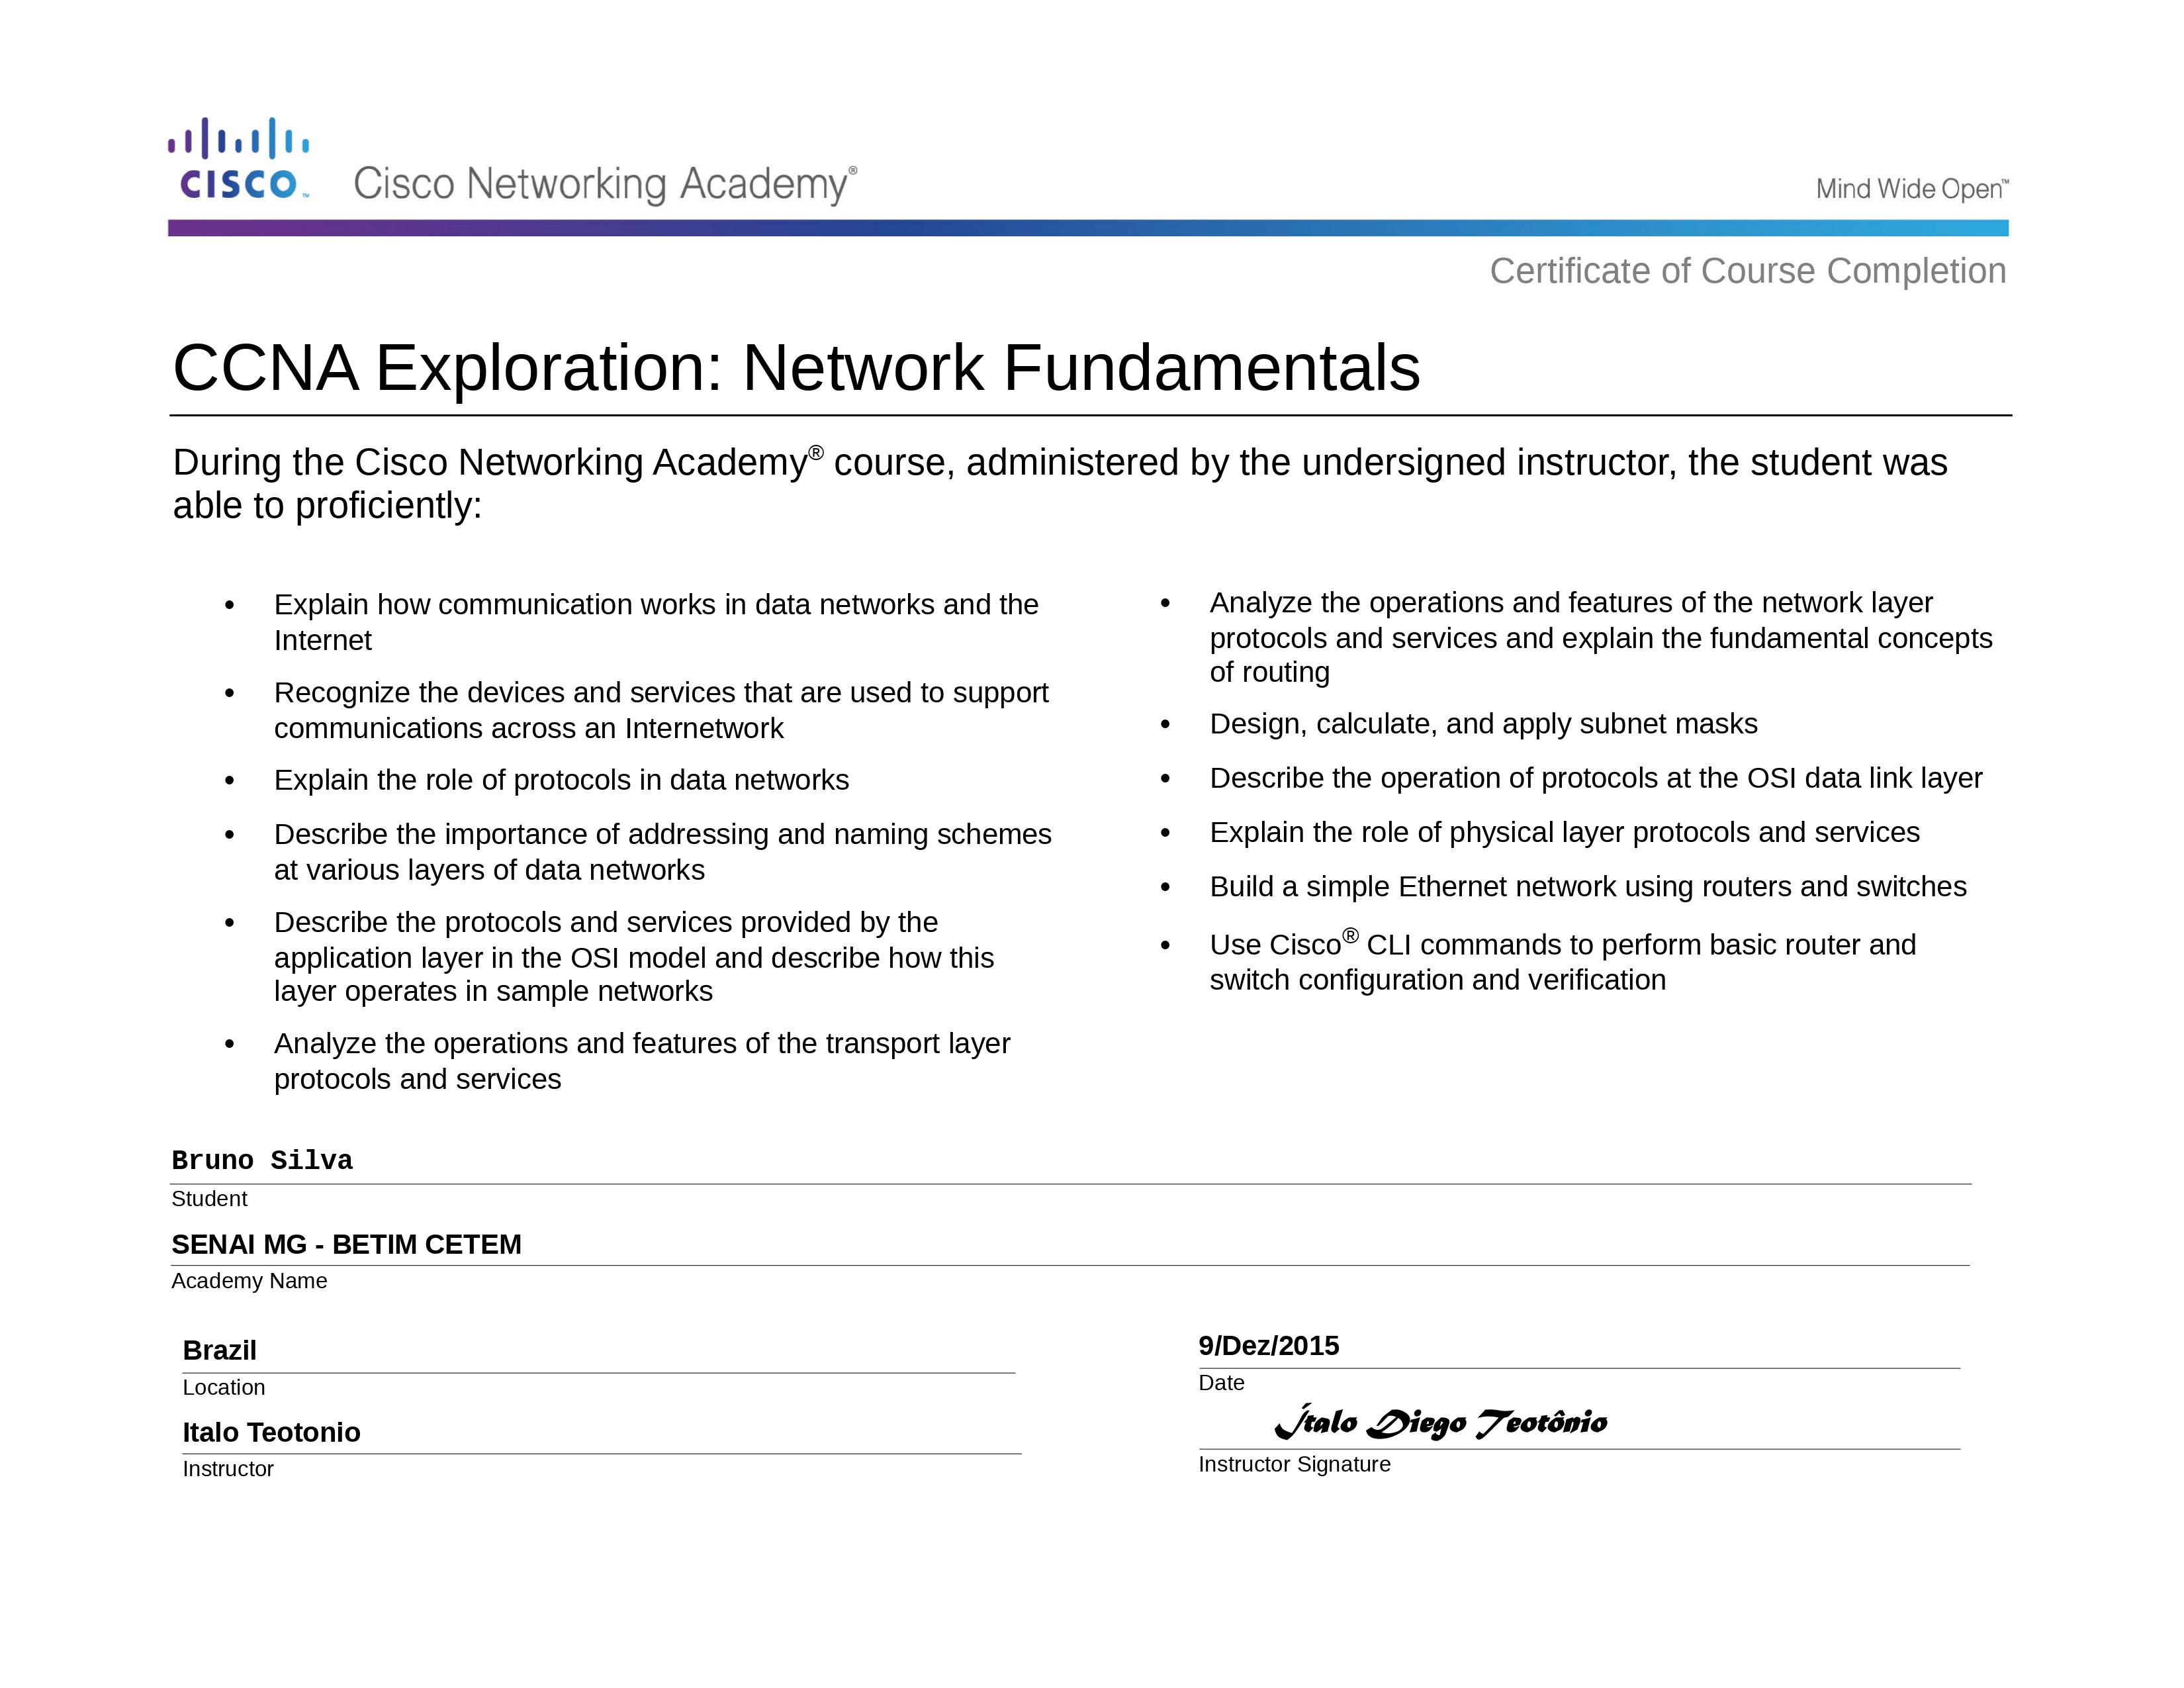 CISCO™
Cisco Networking Academy®
Mind Wide Open™
Certificate of Course Completion
CCNA Exploration: Network Fundamentals
During the Cisco Networking Academy® course, administered by the undersigned instructor, the student was
able to proficiently:
• Explain how communication works in data networks and the
Internet
• Recognize the devices and services that are used to support
communications across an Internetwork
• Explain the role of protocols in data networks
• Describe the importance of addressing and naming schemes
at various layers of data networks
• Describe the protocols and services provided by the
application layer in the OSI model and describe how this
layer operates in sample networks
• Analyze the operations and features of the transport layer
protocols and services
• Analyze the operations and features of the network layer
protocols and services and explain the fundamental concepts
of routing
• Design, calculate, and apply subnet masks
• Describe the operation of protocols at the OSI data link layer
• Explain the role of physical layer protocols and services
• Build a simple Ethernet network using routers and switches
• Use Cisco® CLI commands to perform basic router and
switch configuration and verification
Bruno Silva
Student
SENAI MG - BETIM CETEM
Academy Name
Brazil
Location
9/Dez/2015
Date
Italo Teotonio
Instructor
Ítalo Diego Teotônio
Instructor Signature